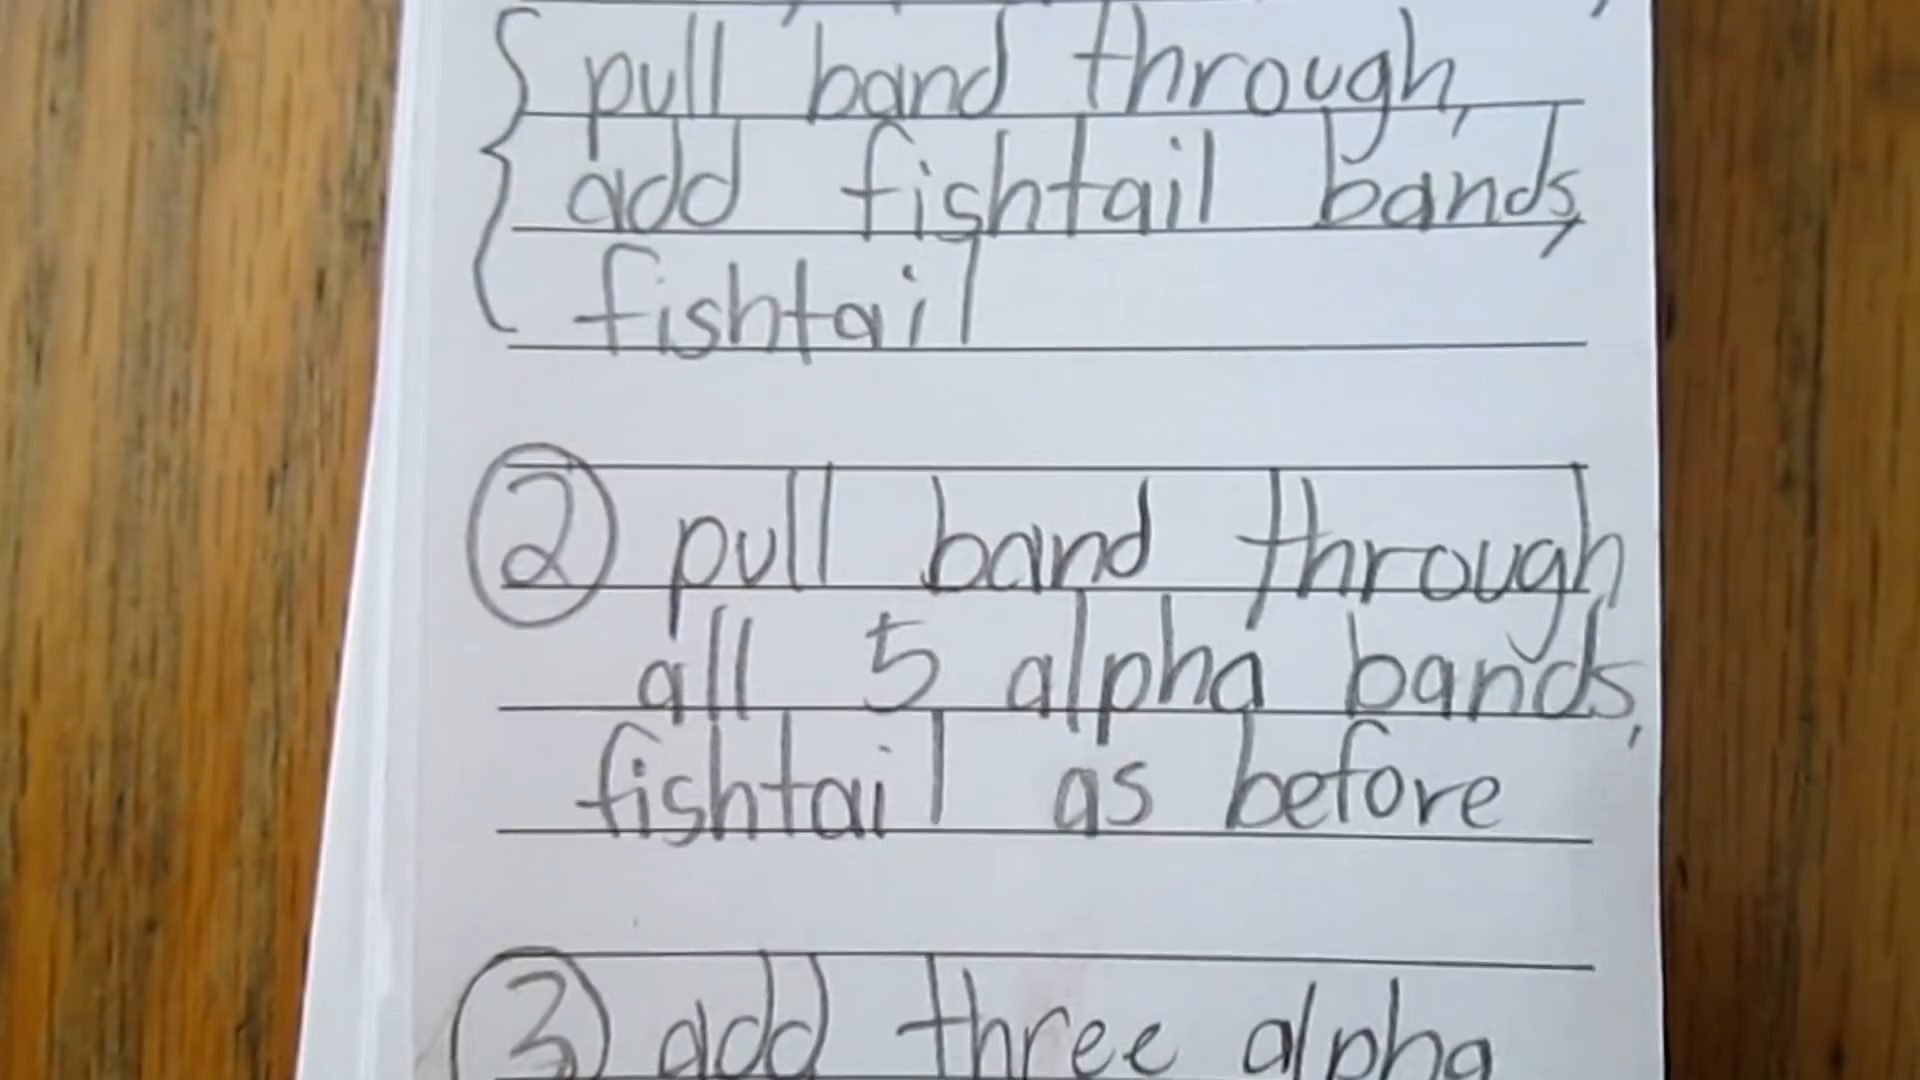 pull band through,
add fishtail bands,
fishtail
2 pull band through
all 5 alpha bands,
fishtail as before
3 add three alpha